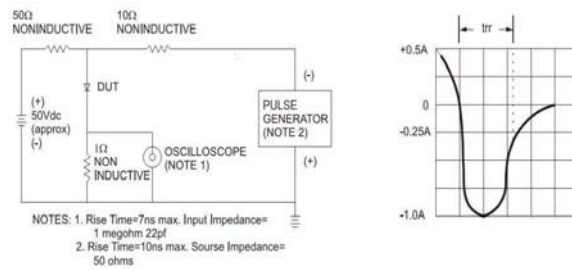 50Ω
NONINDUCTIVE
10Ω
NONINDUCTIVE
DUT
(+)
50Vdc
(approx)
(-)
1Ω
NON
INDUCTIVE
OSCILLOSCOPE
(NOTE 1)
(-)
PULSE
GENERATOR
(NOTE 2)
(+)
NOTES: 1. Rise Time=7ns max. Input Impedance=
1 megohm 22pf
2. Rise Time=10ns max. Sourse Impedance=
50 ohms
trr
+0.5A
0
-0.25A
-1.0A